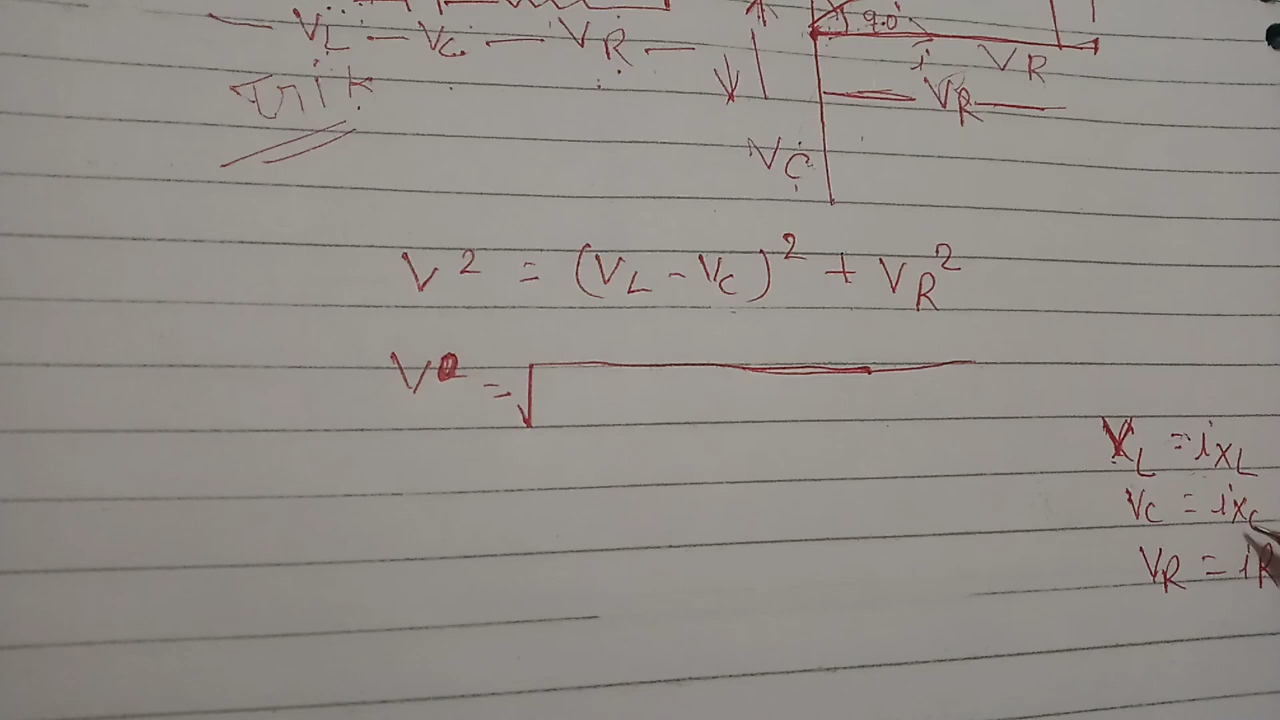 VL - VC - VR -
Trik
90°
i VR
VR
VC
V² = (VL - VC)² + VR²
V = √
VL = iXL
VC = iXC
VR = iR